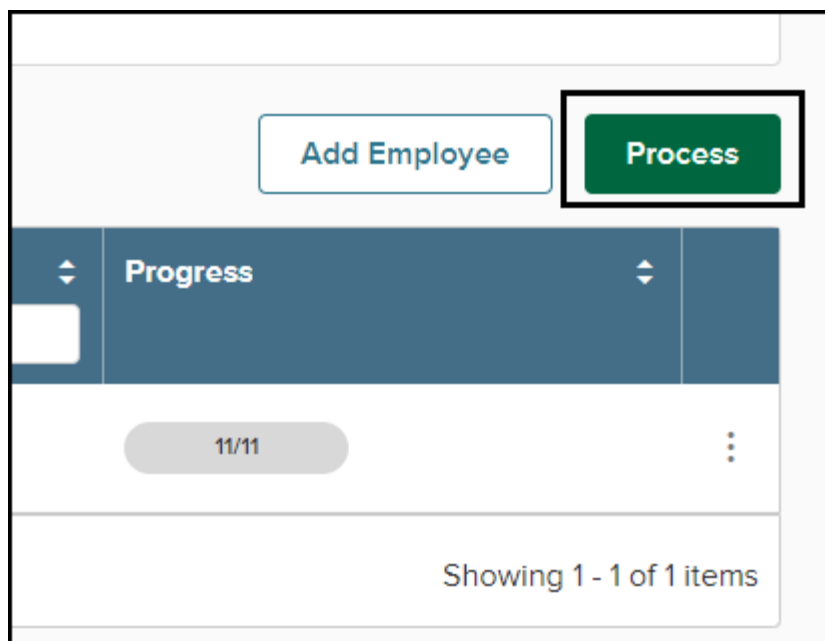 Add Employee
Process
Progress
11/11
Showing 1 - 1 of 1 items